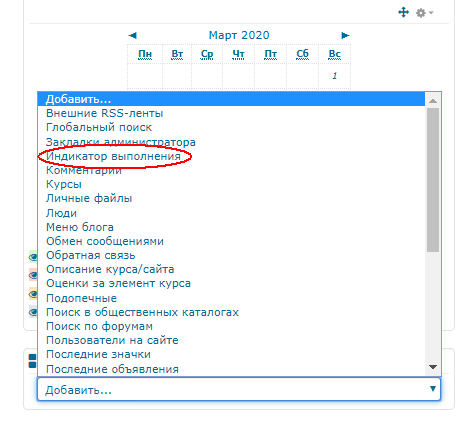 Март 2020
Пн Вт Ср Чт Пт Сб Вс
1
Добавить...
Внешние RSS-ленты
Глобальный поиск
Закладки администратора
Индикатор выполнения
Комментарии
Курсы
Личные файлы
Люди
Меню блога
Обмен сообщениями
Обратная связь
Описание курса/сайта
Оценки за элемент курса
Подопечные
Поиск в общественных каталогах
Поиск по форумам
Пользователи на сайте
Последние значки
Последние объявления
Добавить...